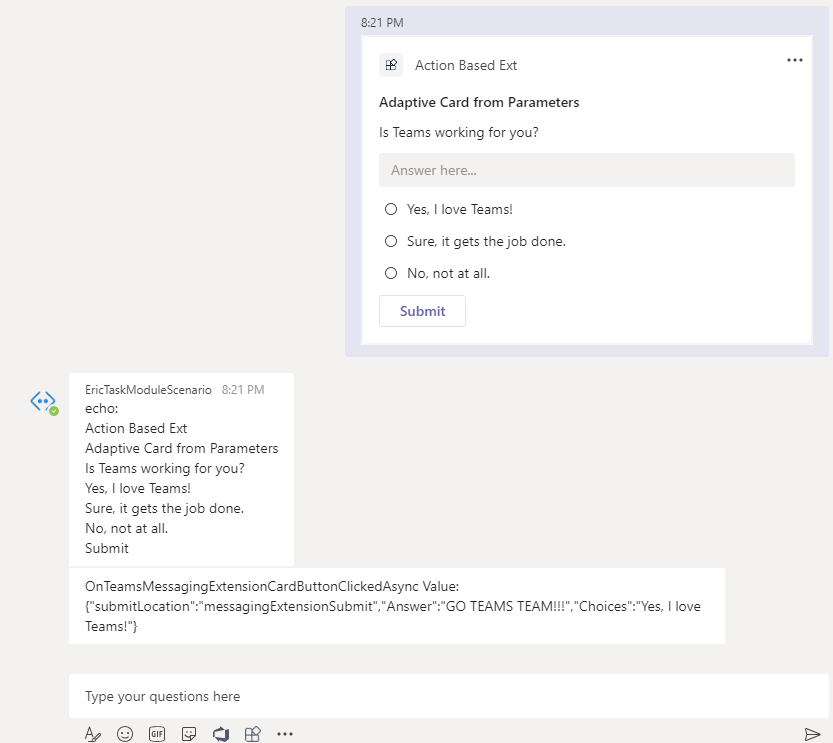 8:21 PM
Action Based Ext
Adaptive Card from Parameters
Is Teams working for you?
Answer here...
Yes, I love Teams!
Sure, it gets the job done.
No, not at all.
Submit
EricTaskModuleScenario 8:21 PM
echo:
Action Based Ext
Adaptive Card from Parameters
Is Teams working for you?
Yes, I love Teams!
Sure, it gets the job done.
No, not at all.
Submit
OnTeamsMessagingExtensionCardButtonClickedAsync Value:
{"submitLocation":"messagingExtensionSubmit","Answer":"GO TEAMS TEAM!!!","Choices":"Yes, I love
Teams!"}
Type your questions here
GIF